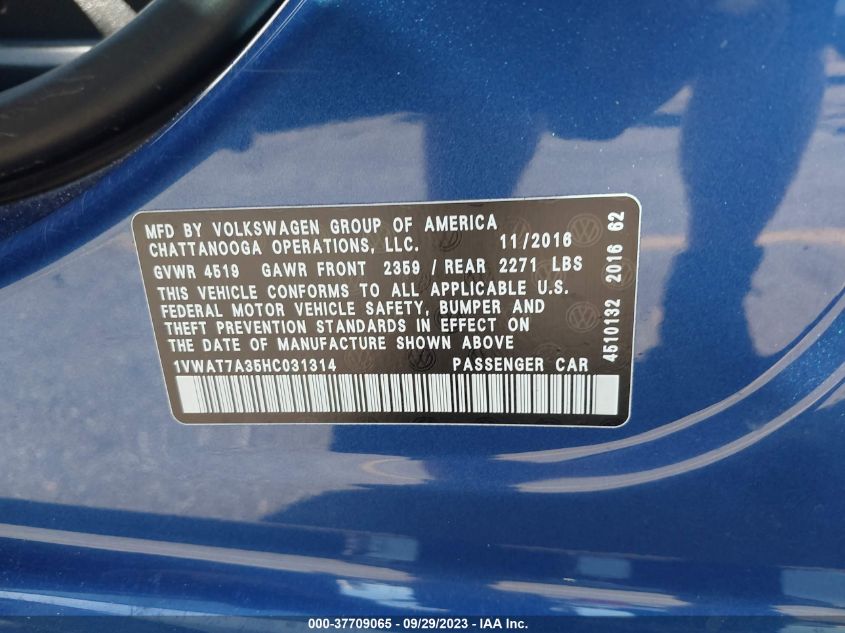 MFD BY VOLKSWAGEN GROUP OF AMERICA
CHATTANOOGA OPERATIONS, LLC. 11/2016
GVWR 4519 GAWR FRONT 2359 / REAR 2271 LBS
THIS VEHICLE CONFORMS TO ALL APPLICABLE U.S.
FEDERAL MOTOR VEHICLE SAFETY, BUMPER AND
THEFT PREVENTION STANDARDS IN EFFECT ON
THE DATE OF MANUFACTURE SHOWN ABOVE
1VWAT7A35HC031314 PASSENGER CAR
4510132 2016 62
000-37709065 - 09/29/2023 - IAA Inc.